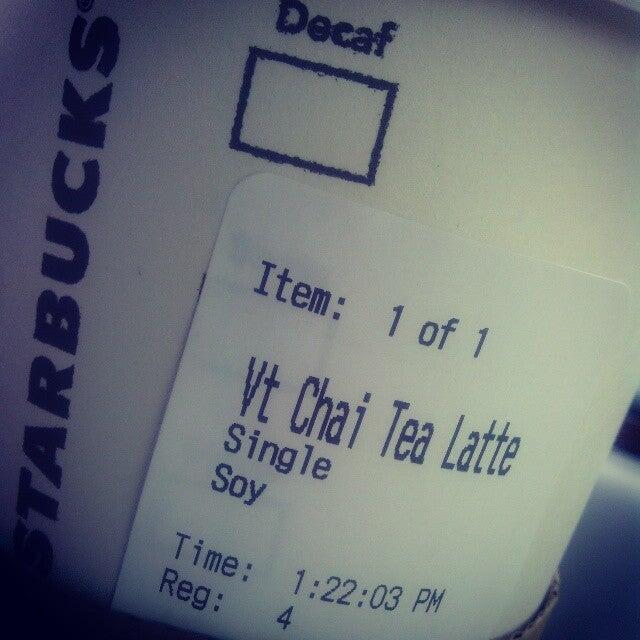 STARBUCKS®
Decaf
Item: 1 of 1
Vt Chai Tea Latte
Single
Soy
Time: 1:22:03 PM
Reg: 4